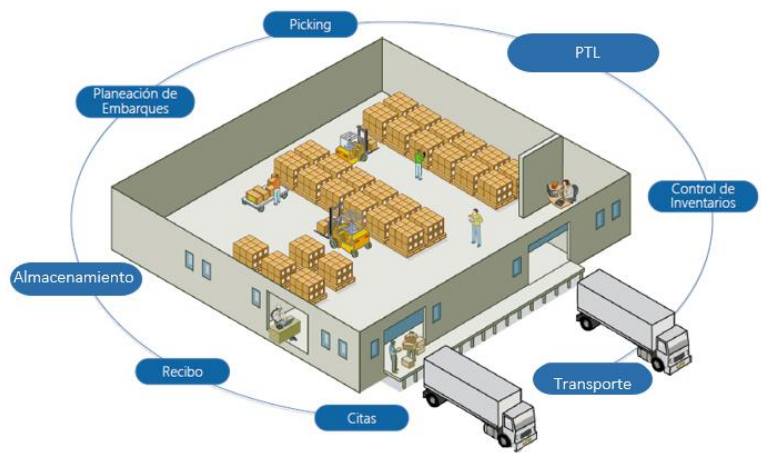 Picking
PTL
Planeación de
Embarques
Control de
Inventarios
Almacenamiento
Recibo
Transporte
Citas